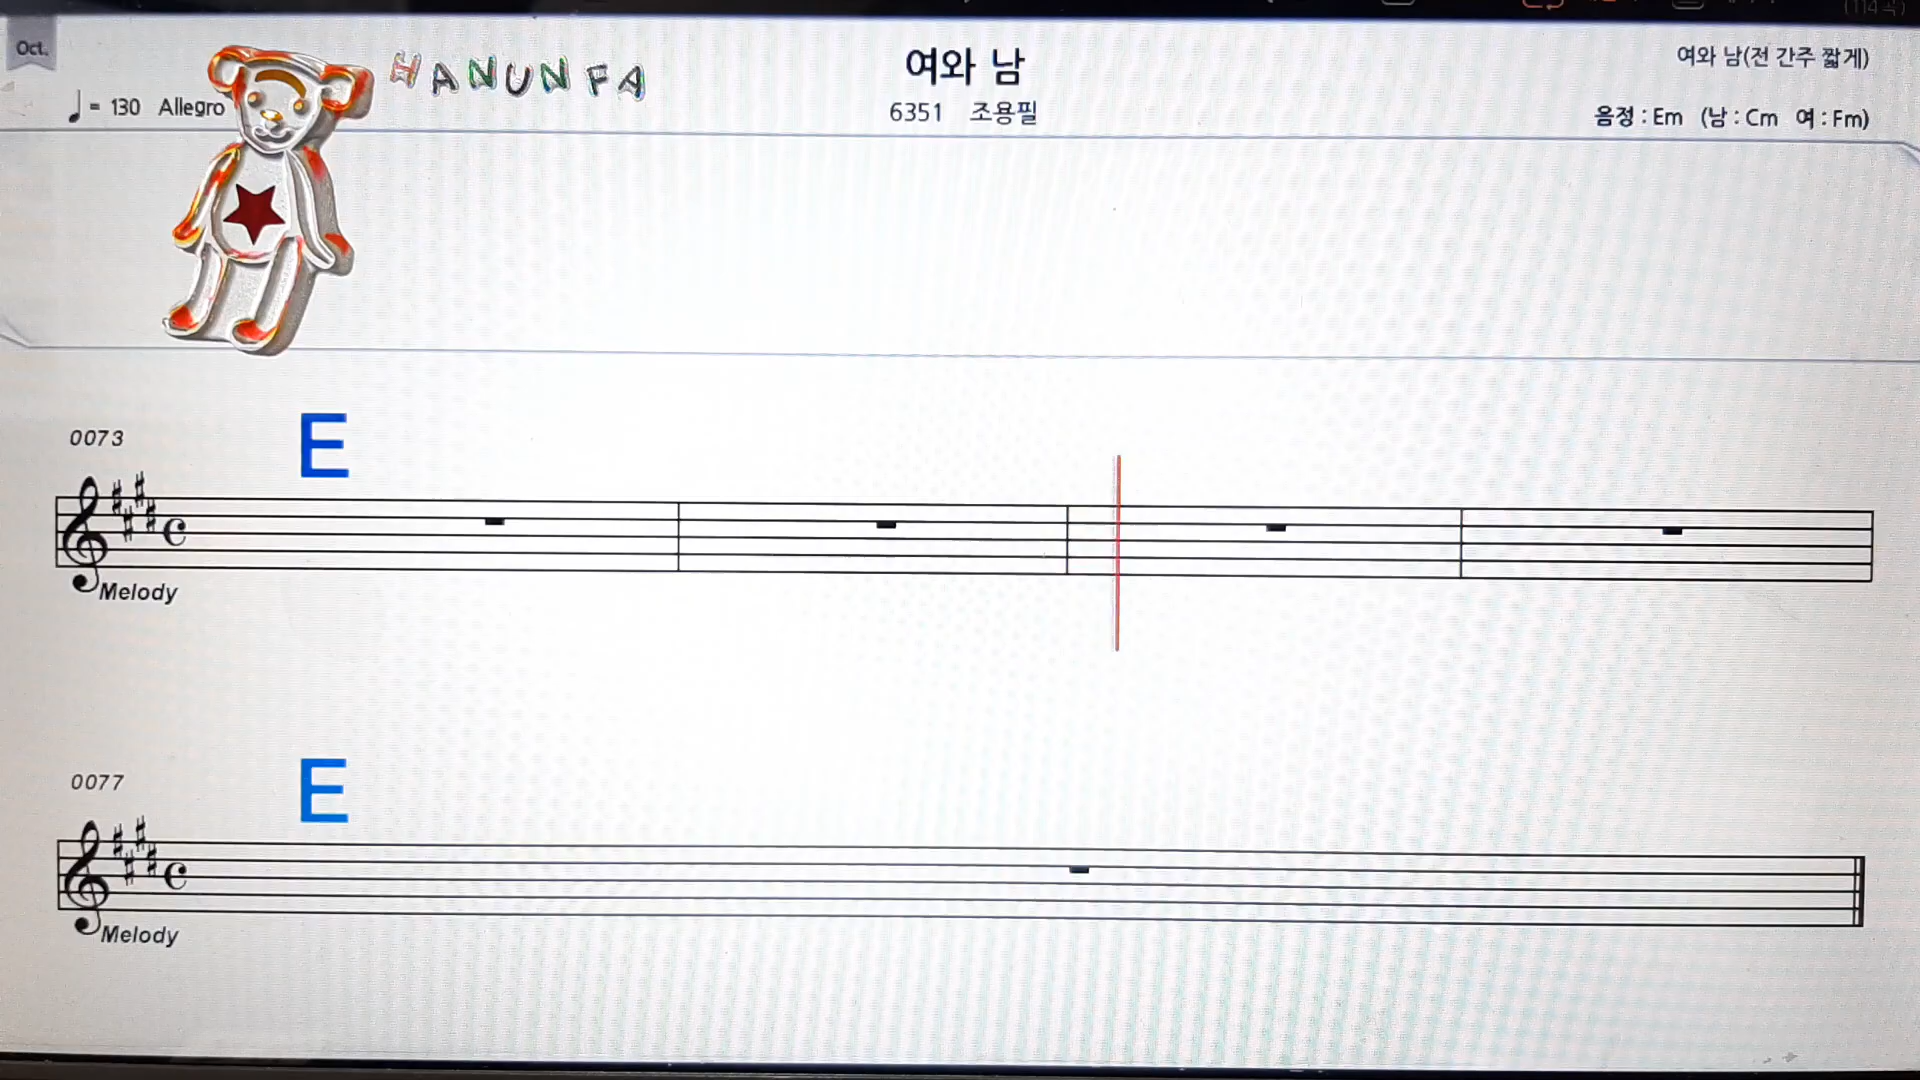 Oct.
HANUNFA
여와 남
여와 남(전 간주 짧게)
♩ = 130 Allegro
6351 조용필
음정 : Em (남 : Cm 여 : Fm)
0073
E
Melody
0077
E
Melody